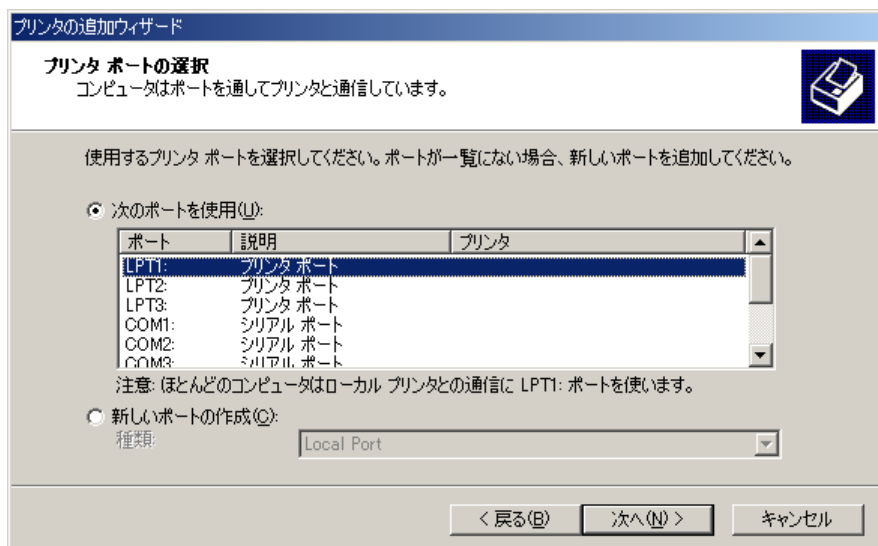 プリンタの追加ウィザード
プリンタ ポートの選択
コンピュータはポートを通してプリンタと通信しています。
使用するプリンタ ポートを選択してください。ポートが一覧にない場合、新しいポートを追加してください。
次のポートを使用(U):
ポート 説明 プリンタ
LPT1: プリンタ ポート
LPT2: プリンタ ポート
LPT3: プリンタ ポート
COM1: シリアル ポート
COM2: シリアル ポート
COM3: シリアル ポート
注意: ほとんどのコンピュータはローカル プリンタとの通信に LPT1: ポートを使います。
新しいポートの作成(C):
種類: Local Port
< 戻る(B) 次へ(N) > キャンセル